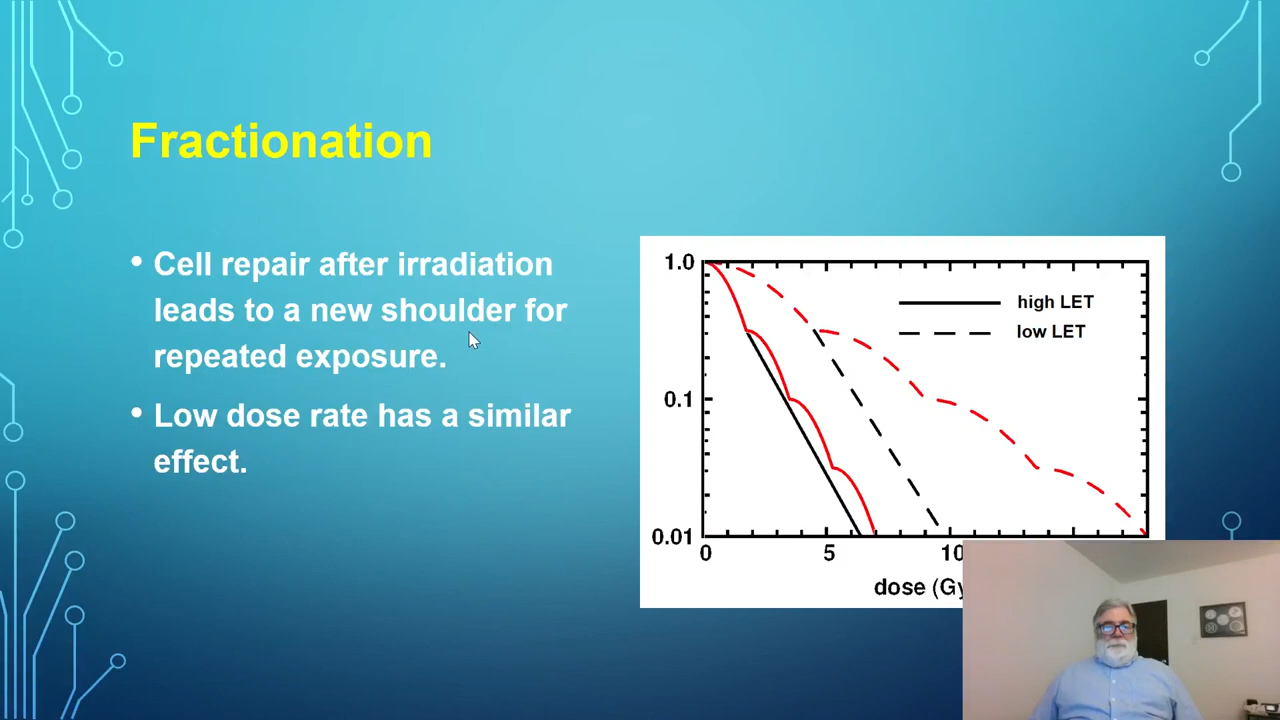 Fractionation
• Cell repair after irradiation
leads to a new shoulder for
repeated exposure.
• Low dose rate has a similar
effect.
1.0
high LET
low LET
0.1
0.01
0
5
10
dose (Gy